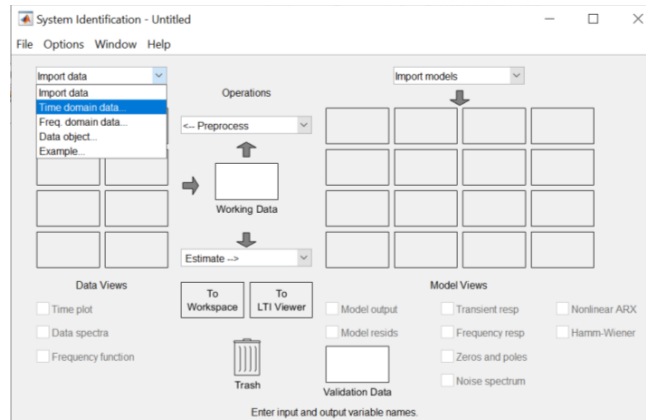 System Identification - Untitled
File Options Window Help
Import data
Import data
Time domain data...
Freq. domain data...
Data object...
Example...
Operations
<-- Preprocess
Working Data
Estimate -->
Import models
Data Views
Time plot
Data spectra
Frequency function
To Workspace
To LTI Viewer
Trash
Model Views
Model output
Model resids
Transient resp
Frequency resp
Zeros and poles
Noise spectrum
Nonlinear ARX
Hamm-Wiener
Validation Data
Enter input and output variable names.